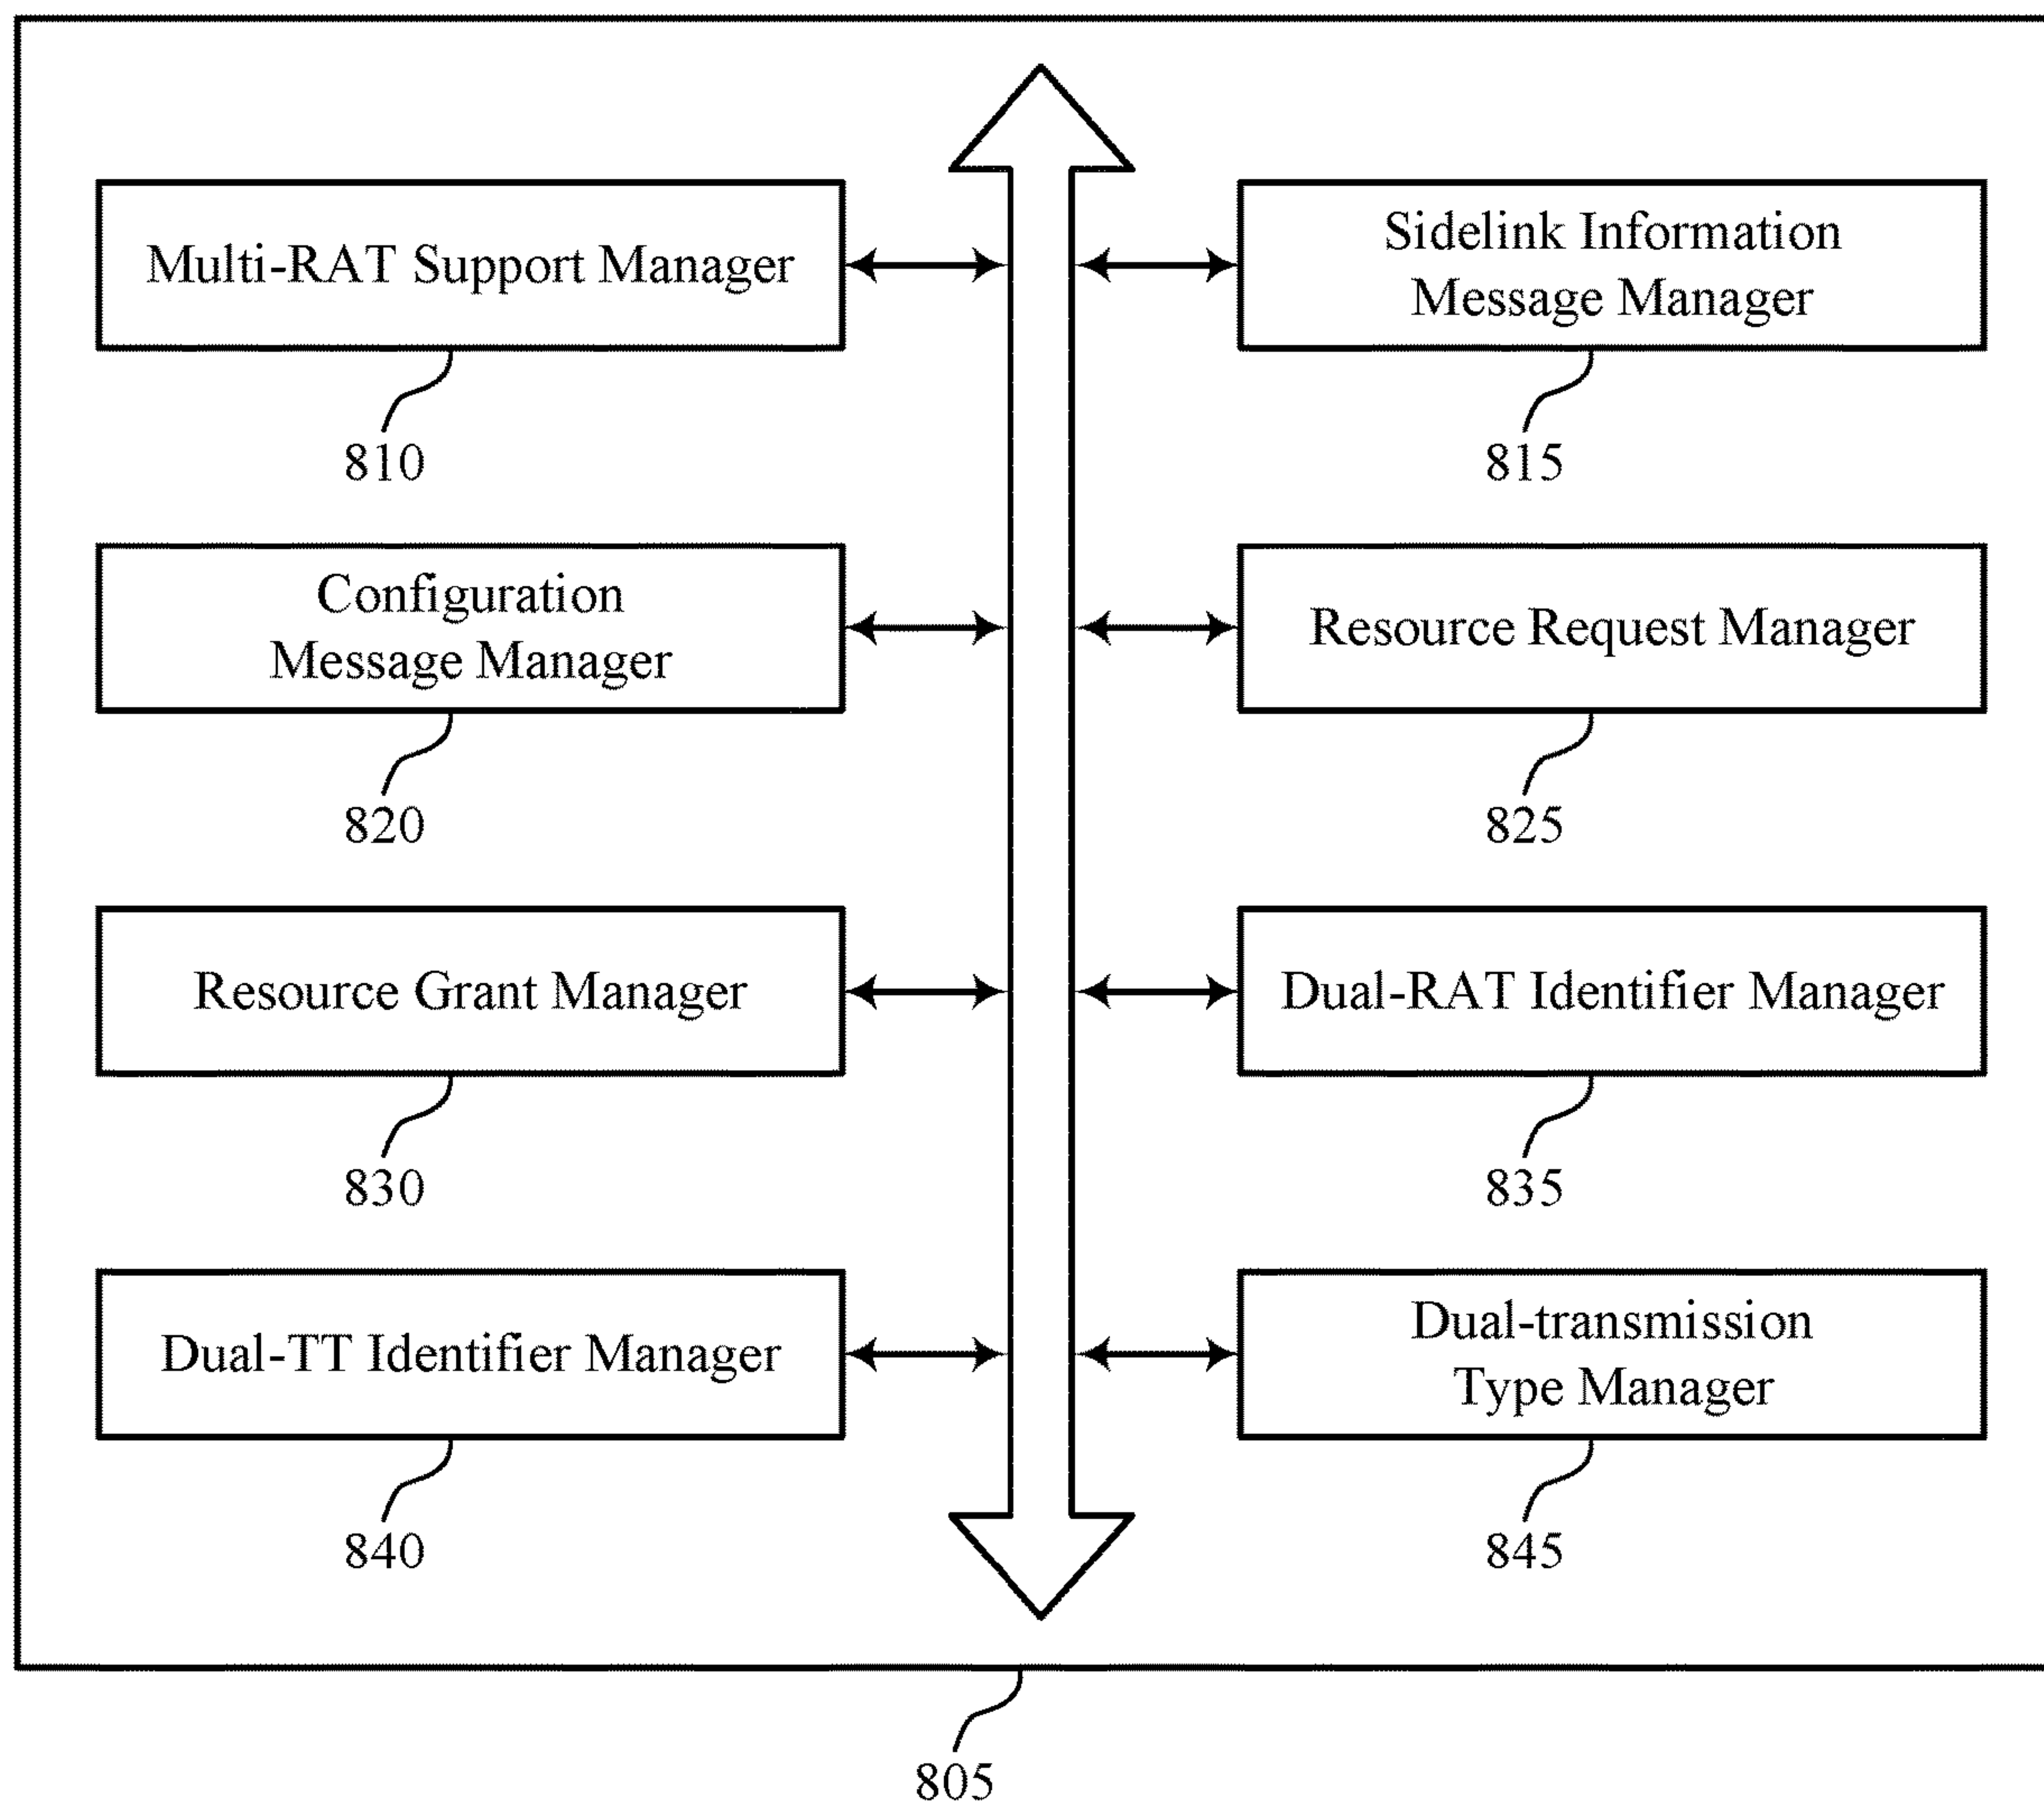 Multi-RAT Support Manager
810
Sidelink Information
Message Manager
815
Configuration
Message Manager
820
Resource Request Manager
825
Resource Grant Manager
830
Dual-RAT Identifier Manager
835
Dual-TT Identifier Manager
840
Dual-transmission
Type Manager
845
805